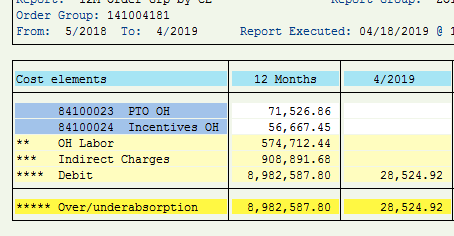 Report: 12M Order Grp by CE Report Group:
Order Group: 141004181
From: 5/2018 To: 4/2019 Report Executed: 04/18/2019 @
Cost elements 12 Months 4/2019
84100023 PTO OH 71,526.86
84100024 Incentives OH 56,667.45
** OH Labor 574,712.44
*** Indirect Charges 908,891.68
**** Debit 8,982,587.80 28,524.92
***** Over/underabsorption 8,982,587.80 28,524.92